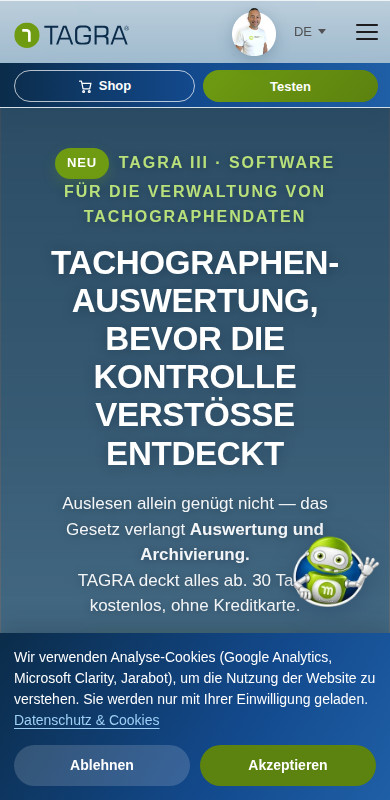 TAGRA®
DE
Shop
Testen
NEU TAGRA III · SOFTWARE
FÜR DIE VERWALTUNG VON
TACHOGRAPHENDATEN
TACHOGRAPHEN-
AUSWERTUNG,
BEVOR DIE
KONTROLLE
VERSTÖSSE
ENTDECKT
Auslesen allein genügt nicht — das
Gesetz verlangt Auswertung und
Archivierung.
TAGRA deckt alles ab. 30
kostenlos, ohne Kreditkarte.
Wir verwenden Analyse-Cookies (Google Analytics,
Microsoft Clarity, Jarabot), um die Nutzung der Website zu
verstehen. Sie werden nur mit Ihrer Einwilligung geladen.
Datenschutz & Cookies
Ablehnen
Akzeptieren